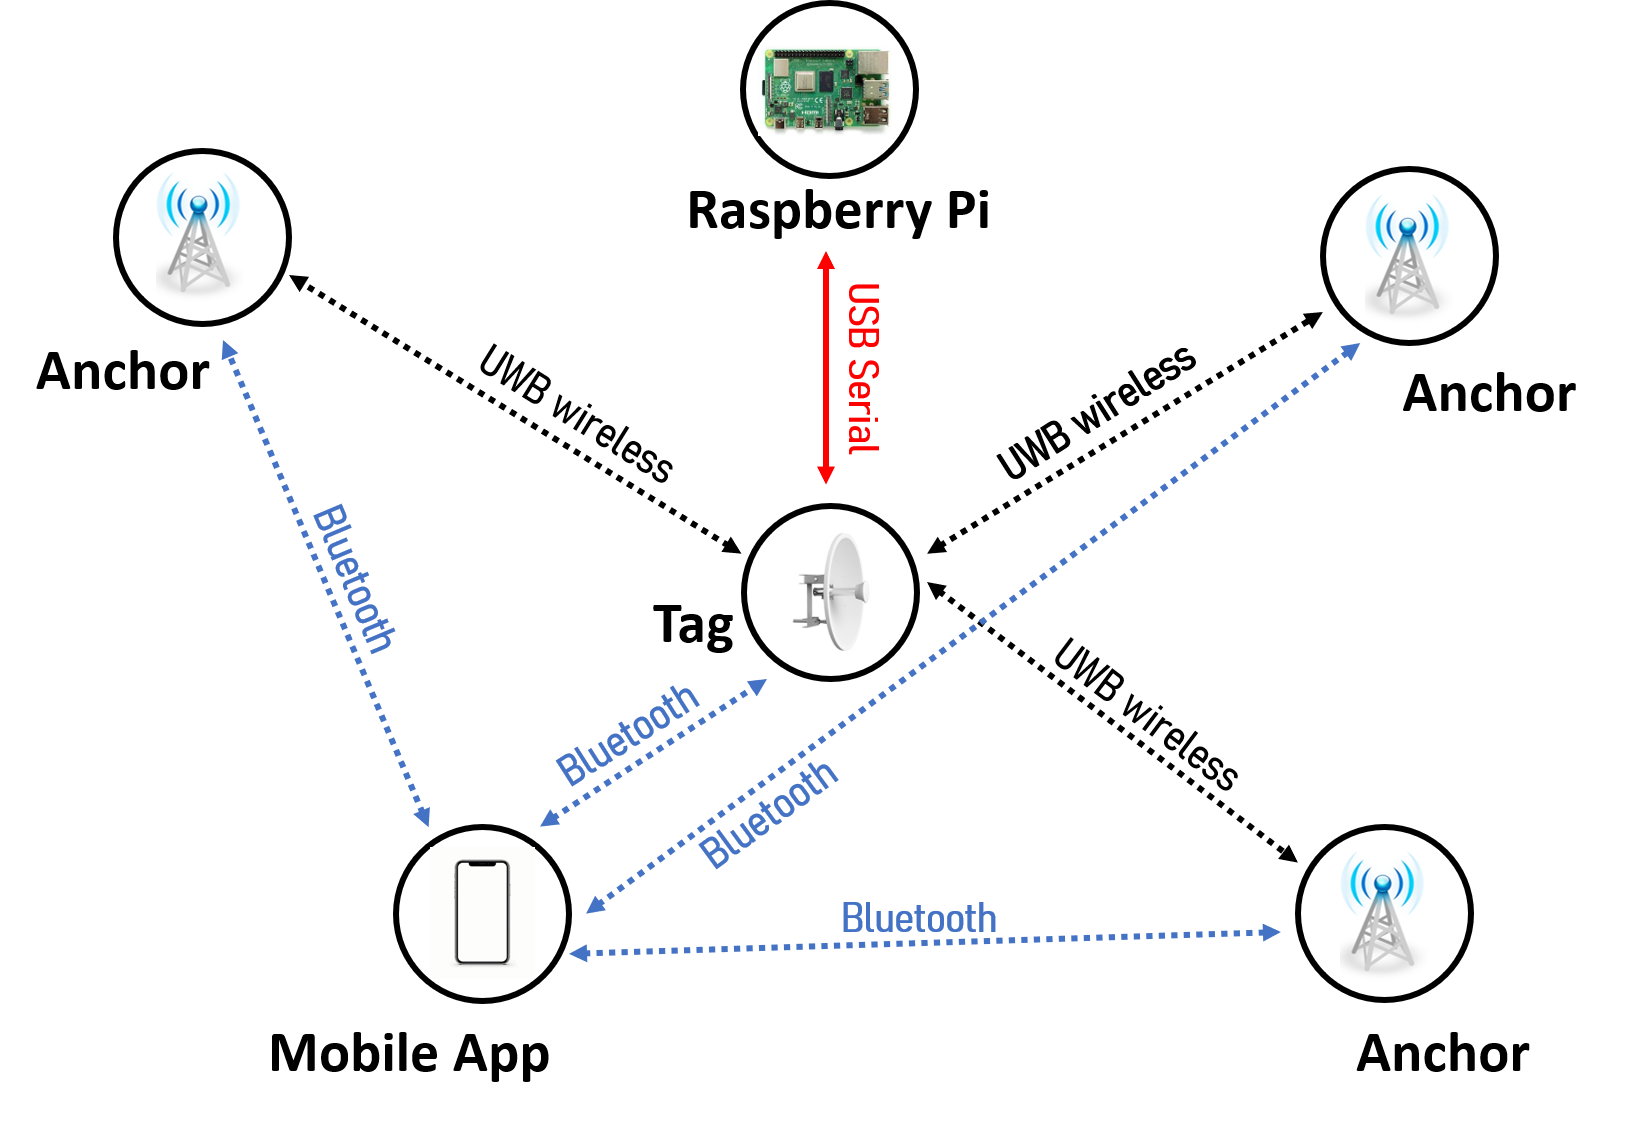 Raspberry Pi
USB Serial
Anchor
Anchor
UWB wireless
UWB wireless
Bluetooth
Tag
UWB wireless
Bluetooth
Bluetooth
Bluetooth
Mobile App
Anchor